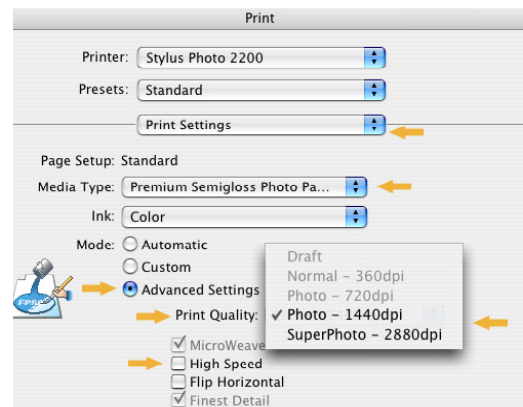 Print
Printer: Stylus Photo 2200
Presets: Standard
Print Settings
Page Setup: Standard
Media Type: Premium Semigloss Photo Pa...
Ink: Color
Mode: Automatic
Custom
Advanced Settings
Draft
Normal – 360dpi
Photo – 720dpi
Print Quality: ✓ Photo – 1440dpi
SuperPhoto – 2880dpi
MicroWeave
High Speed
Flip Horizontal
Finest Detail
EPSON